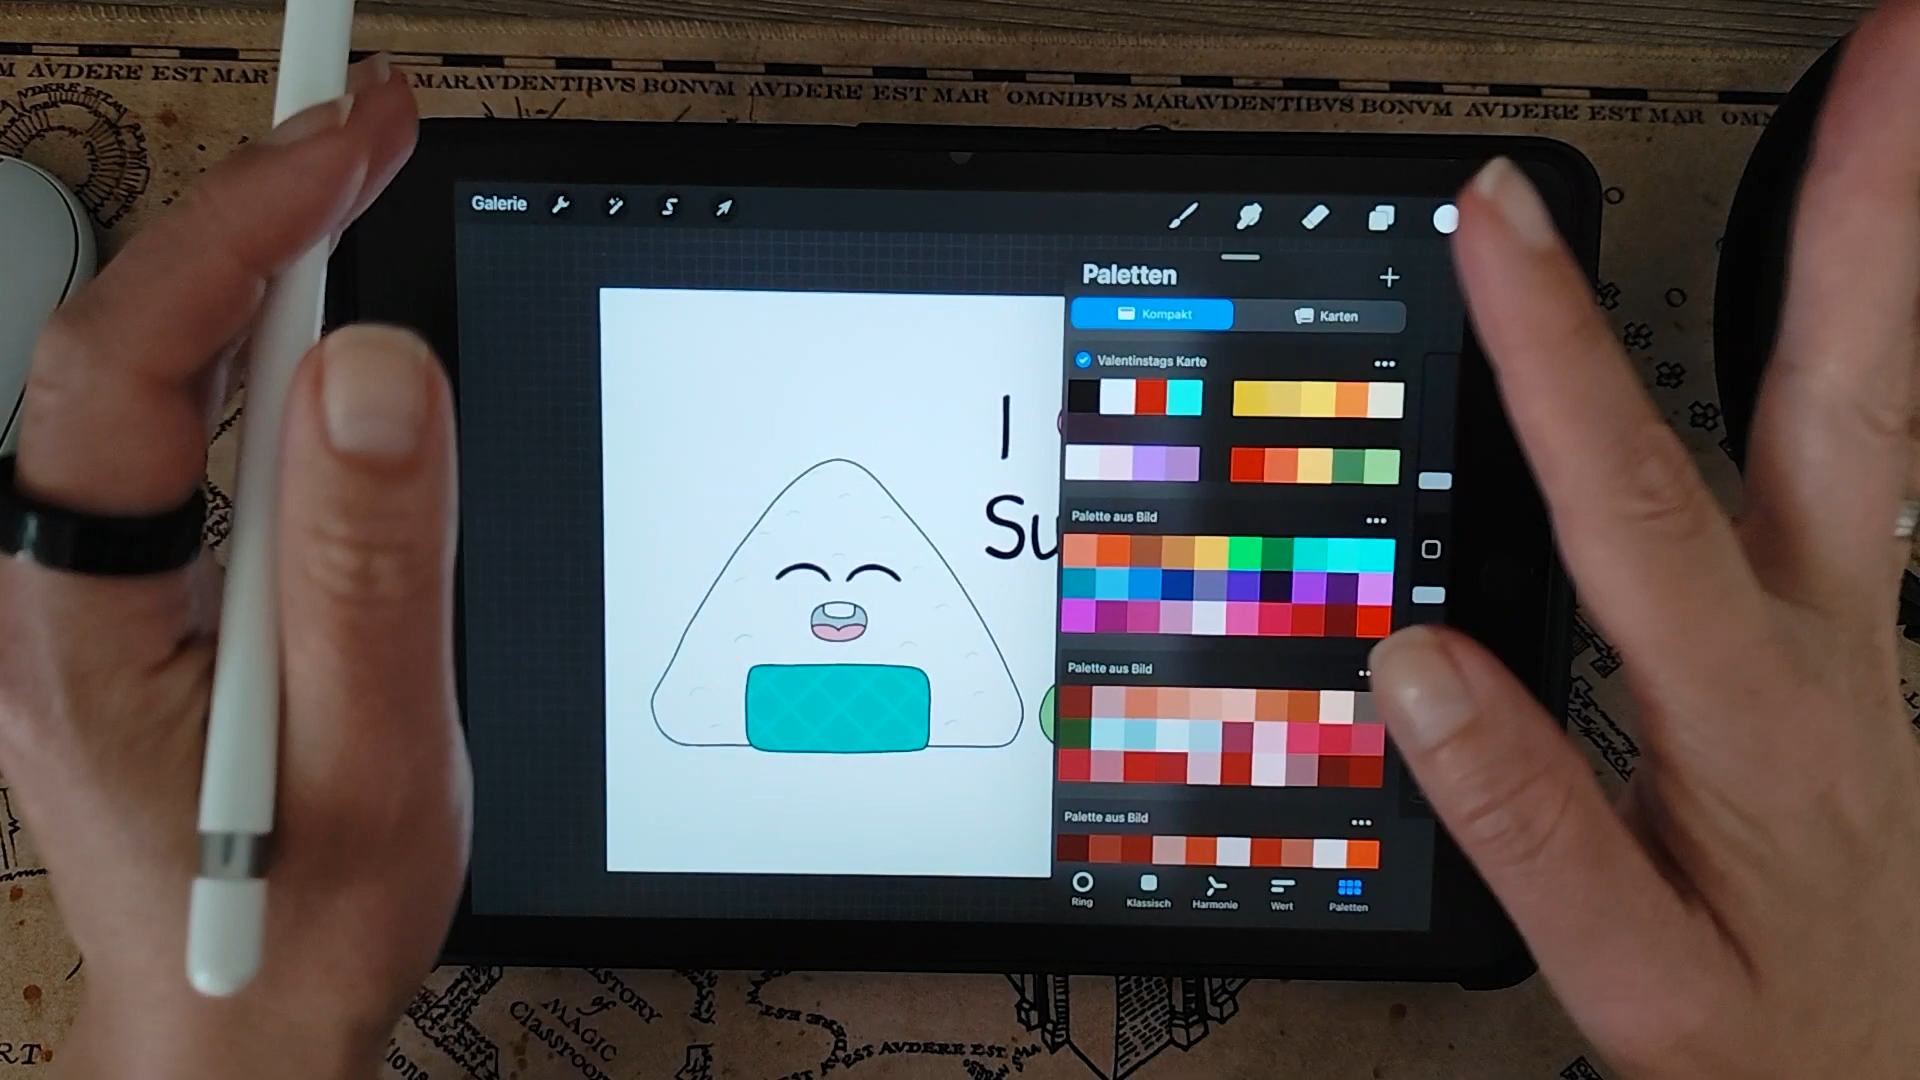 M AVDERE EST MAR MARAVDENTIBVS BONVM AVDERE EST MAR OMNIBVS MARAVDENTIBVS BONVM AVDERE EST MAR OMN
Galerie
Paletten
Kompakt Karten
Valentinstags Karte
I
Su
Palette aus Bild
Palette aus Bild
Palette aus Bild
Ring Klassisch Harmonie Wert Paletten
of
MAGIC
Classroom
AVDERE EST